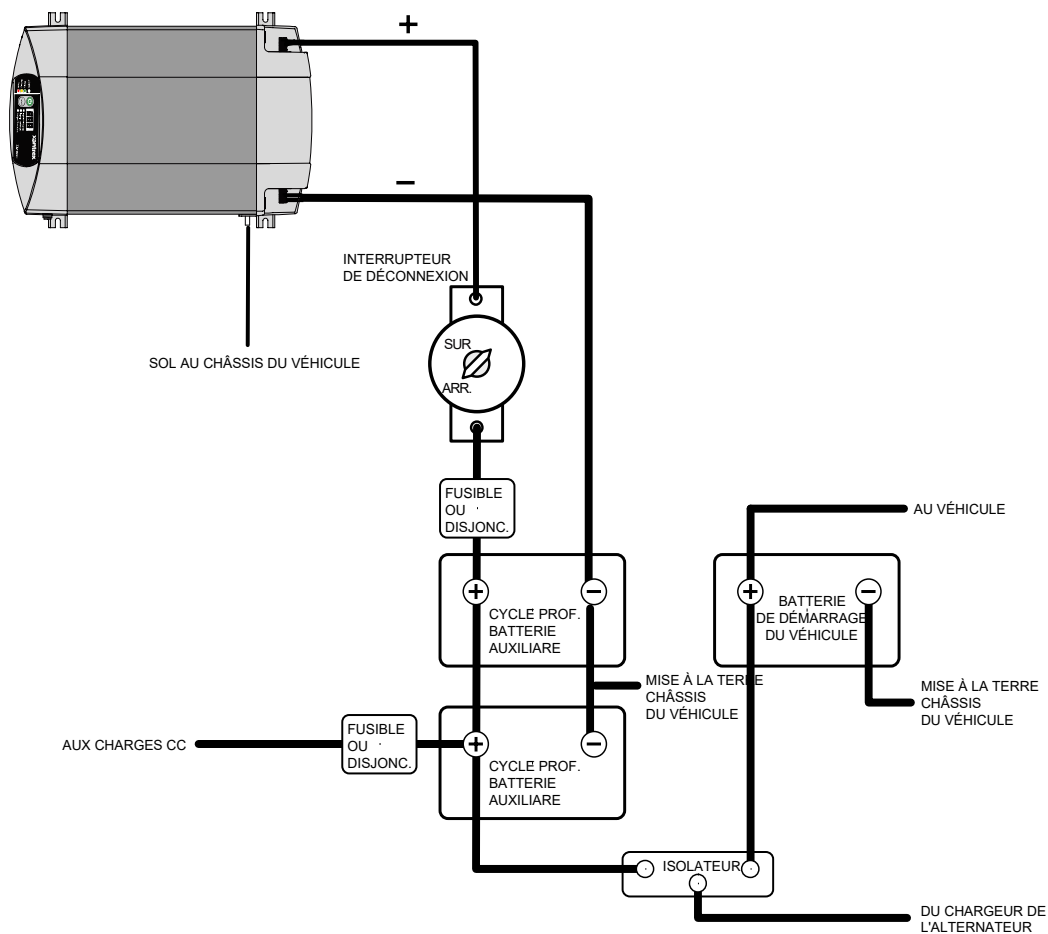 +
−
INTERRUPTEUR
DE DÉCONNEXION
SUR
ARR.
SOL AU CHÂSSIS DU VÉHICULE
FUSIBLE
OU
DISJONC.
AU VÉHICULE
+
−
CYCLE PROF.
BATTERIE
AUXILIARE
+
−
BATTERIE
DE DÉMARRAGE
DU VÉHICULE
MISE À LA TERRE
CHÂSSIS
DU VÉHICULE
MISE À LA TERRE
CHÂSSIS
DU VÉHICULE
AUX CHARGES CC
FUSIBLE
OU
DISJONC.
+
−
CYCLE PROF.
BATTERIE
AUXILIARE
ISOLATEUR
DU CHARGEUR DE
L'ALTERNATEUR